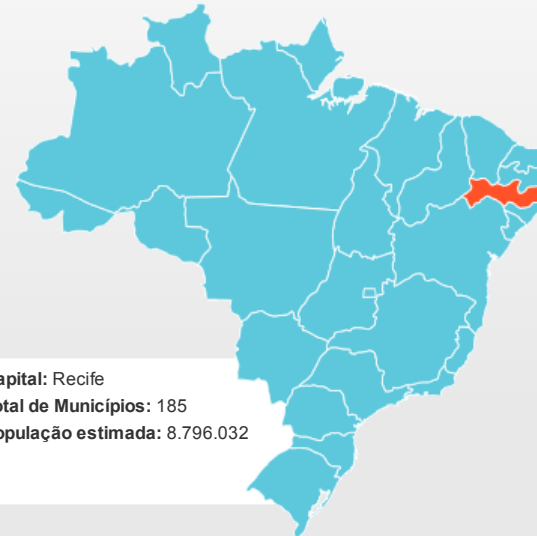 apital: Recife
otal de Municípios: 185
opulação estimada: 8.796.032